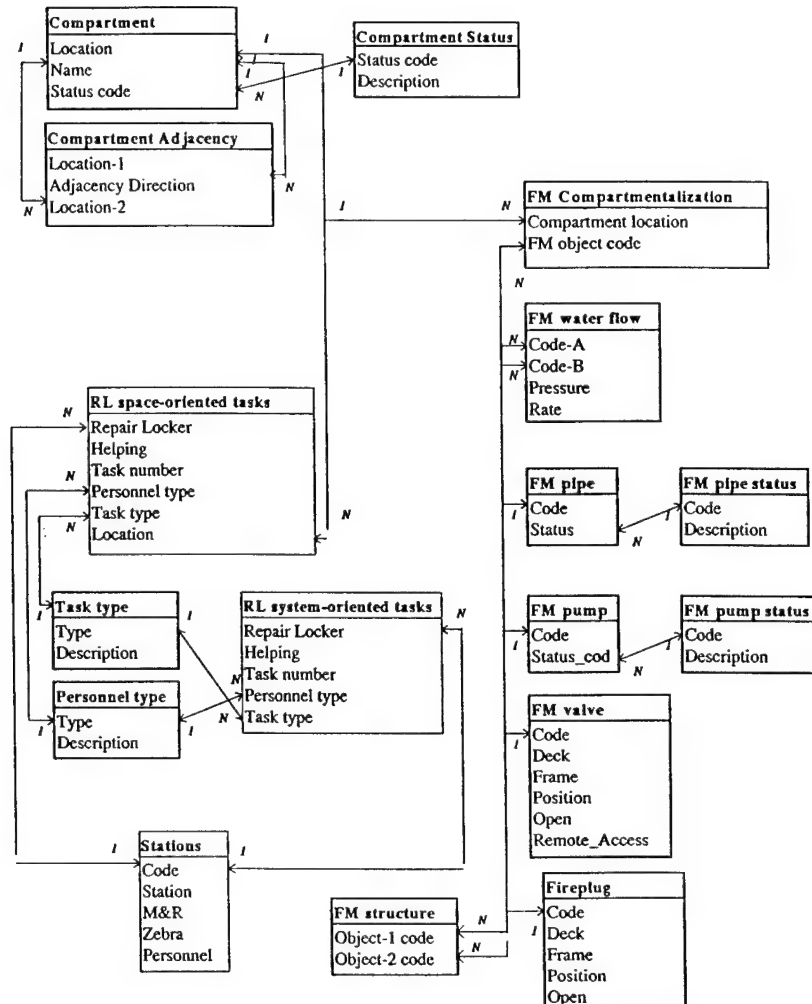 Compartment
Location
Name
Status code
Compartment Status
Status code
Description
Compartment Adjacency
Location-1
Adjacency Direction
Location-2
FM Compartmentalization
Compartment location
FM object code
FM water flow
Code-A
Code-B
Pressure
Rate
RL space-oriented tasks
Repair Locker
Helping
Task number
Personnel type
Task type
Location
FM pipe
Code
Status
FM pipe status
Code
Description
Task type
Type
Description
RL system-oriented tasks
Repair Locker
Helping
Task number
Personnel type
Task type
FM pump
Code
Status_cod
FM pump status
Code
Description
Personnel type
Type
Description
FM valve
Code
Deck
Frame
Position
Open
Remote_Access
Stations
Code
Station
M&R
Zebra
Personnel
FM structure
Object-1 code
Object-2 code
Fireplug
Code
Deck
Frame
Position
Open
1
1
1
1
1
N
N
N
1
N
N
N
N
N
N
N
N
1
1
N
1
1
N
N
N
1
1
N
1
1
N
1
1
1
N
N
1